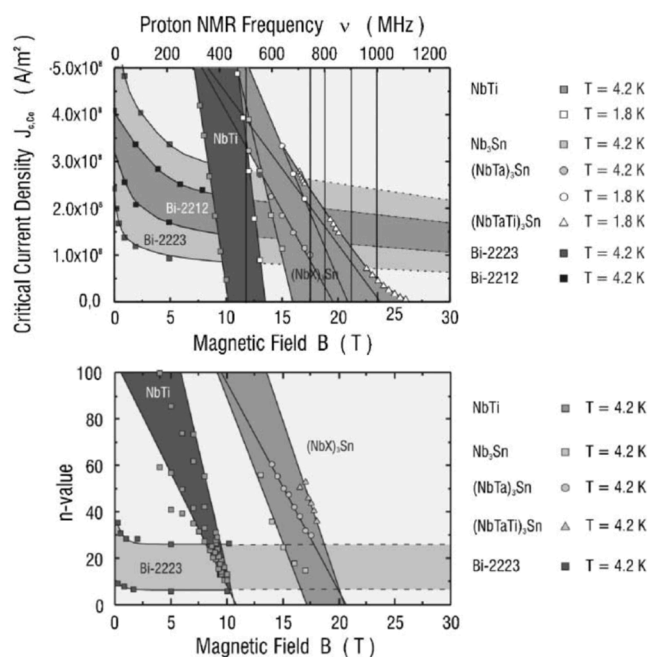 Proton NMR Frequency ν (MHz)
0 200 400 600 800 1000 1200
Critical Current Density J
(A/m²)
5.0x10⁸
4.0x10⁸
3.0x10⁸
2.0x10⁸
1.0x10⁸
0,0
NbTi
Bi-2212
Bi-2223
(NbX)₃Sn
0 5 10 15 20 25 30
Magnetic Field B (T)
NbTi T = 4.2 K
T = 1.8 K
Nb₃Sn T = 4.2 K
(NbTa)₃Sn T = 4.2 K
T = 1.8 K
(NbTaTi)₃Sn T = 1.8 K
Bi-2223 T = 4.2 K
Bi-2212 T = 4.2 K
n-value
100
80
60
40
20
0
NbTi
(NbX)₃Sn
Bi-2223
0 5 10 15 20 25 30
Magnetic Field B (T)
NbTi T = 4.2 K
Nb₃Sn T = 4.2 K
(NbTa)₃Sn T = 4.2 K
(NbTaTi)₃Sn T = 4.2 K
Bi-2223 T = 4.2 K